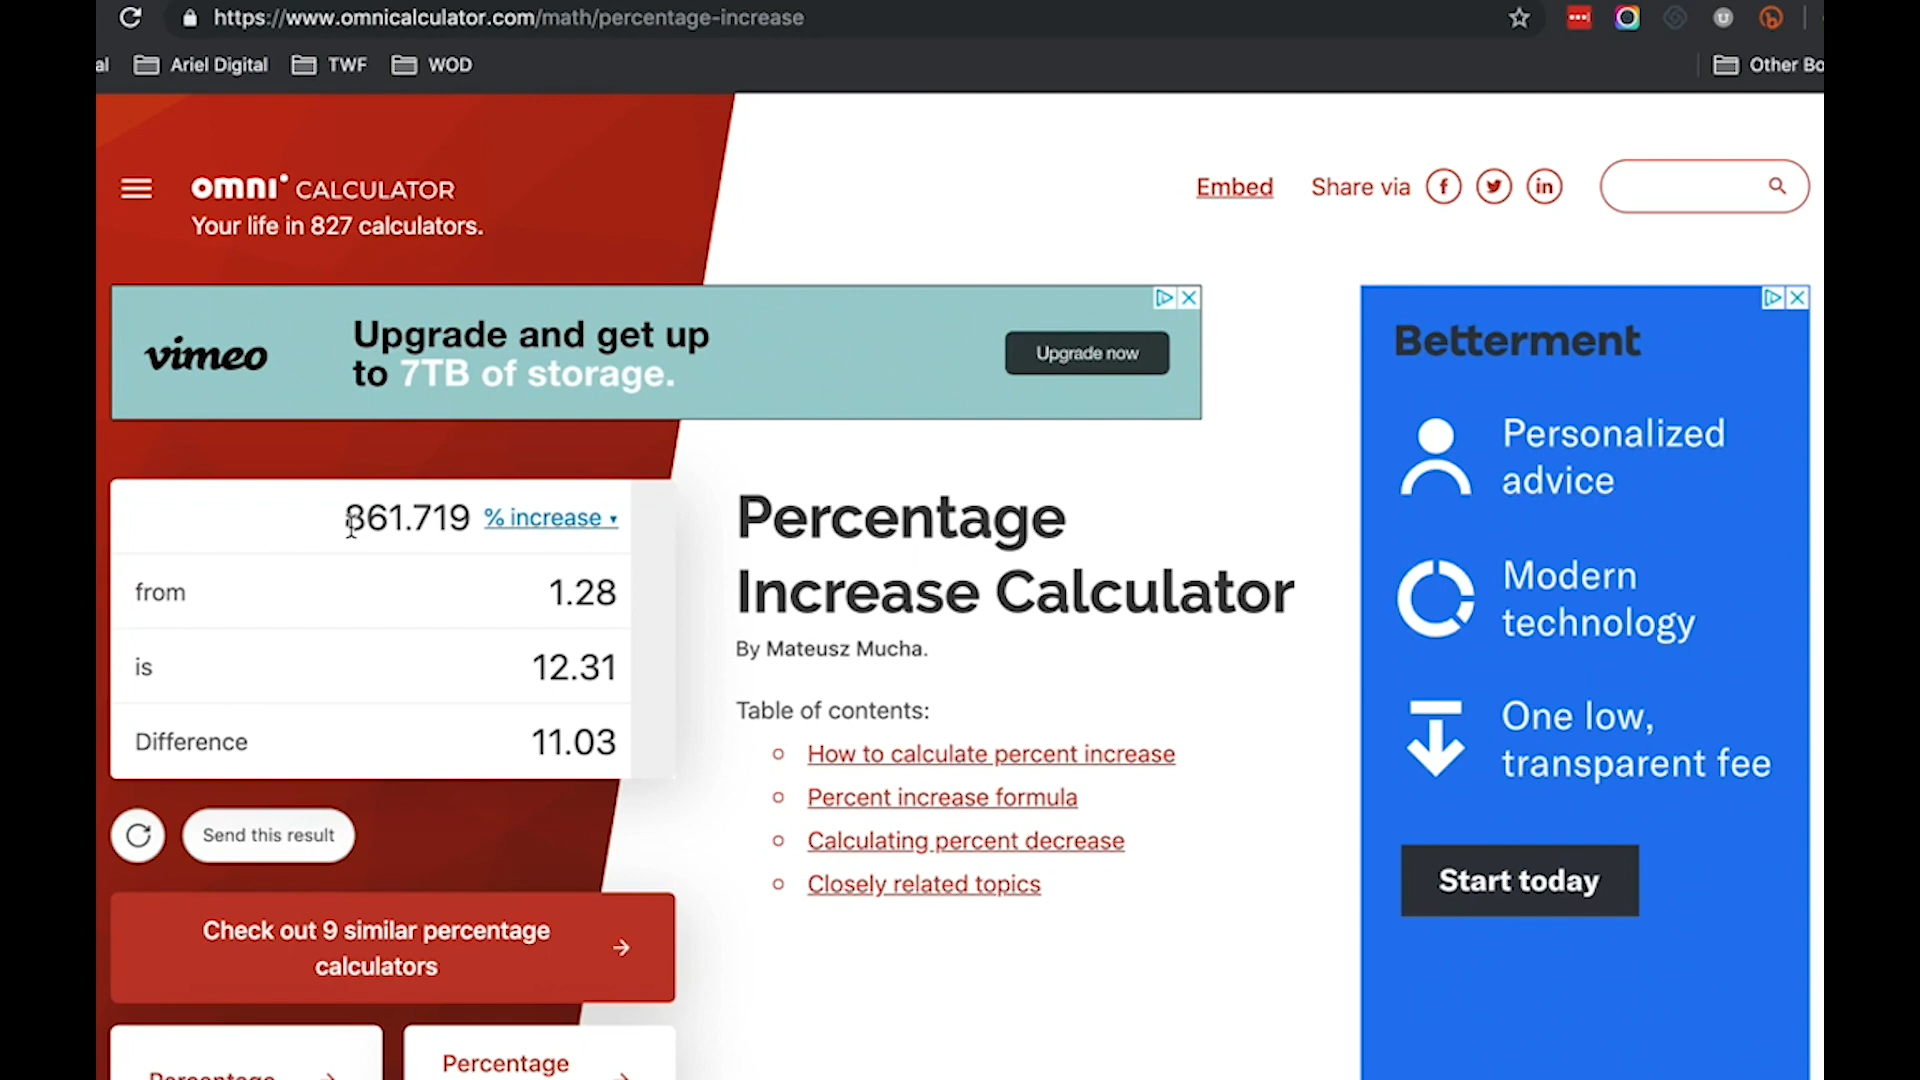 https://www.omnicalculator.com/math/percentage-increase
al Ariel Digital TWF WOD Other Bo
omni CALCULATOR
Your life in 827 calculators.
Embed Share via
vimeo
Upgrade and get up
to 7TB of storage.
Upgrade now
Betterment
Personalized
advice
Modern
technology
One low,
transparent fee
Start today
861.719 % increase
from 1.28
is 12.31
Difference 11.03
Send this result
Check out 9 similar percentage
calculators
Percentage
Percentage
Percentage
Increase Calculator
By Mateusz Mucha.
Table of contents:
How to calculate percent increase
Percent increase formula
Calculating percent decrease
Closely related topics